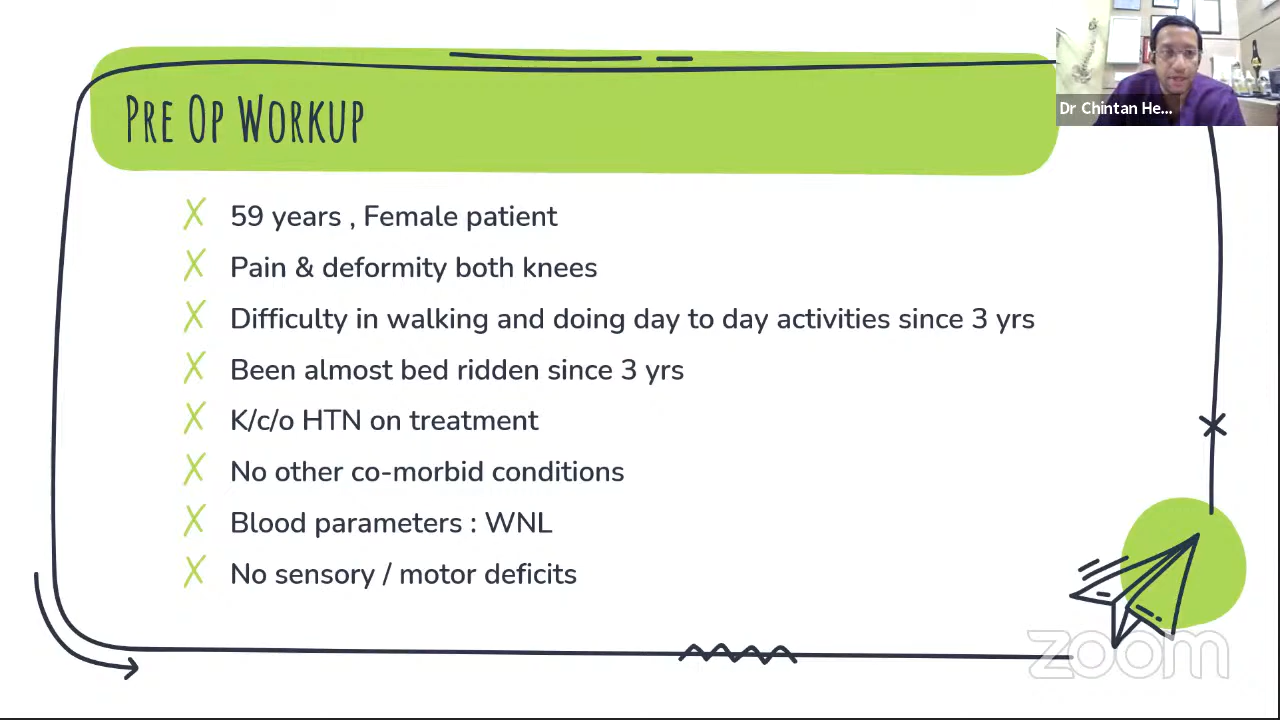 Pre Op Workup
Dr Chintan He...
59 years , Female patient
Pain & deformity both knees
Difficulty in walking and doing day to day activities since 3 yrs
Been almost bed ridden since 3 yrs
K/c/o HTN on treatment
No other co-morbid conditions
Blood parameters : WNL
No sensory / motor deficits
zoom